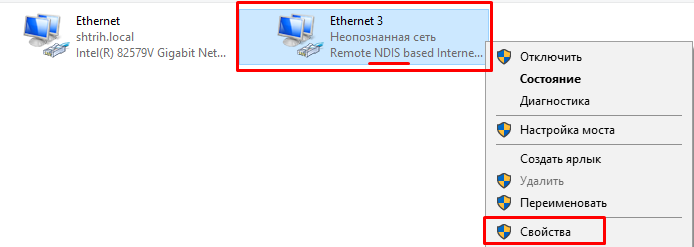 Ethernet
shtrih.local
Intel(R) 82579V Gigabit Net...
Ethernet 3
Неопознанная сеть
Remote NDIS based Interne...
Отключить
Состояние
Диагностика
Настройка моста
Создать ярлык
Удалить
Переименовать
Свойства